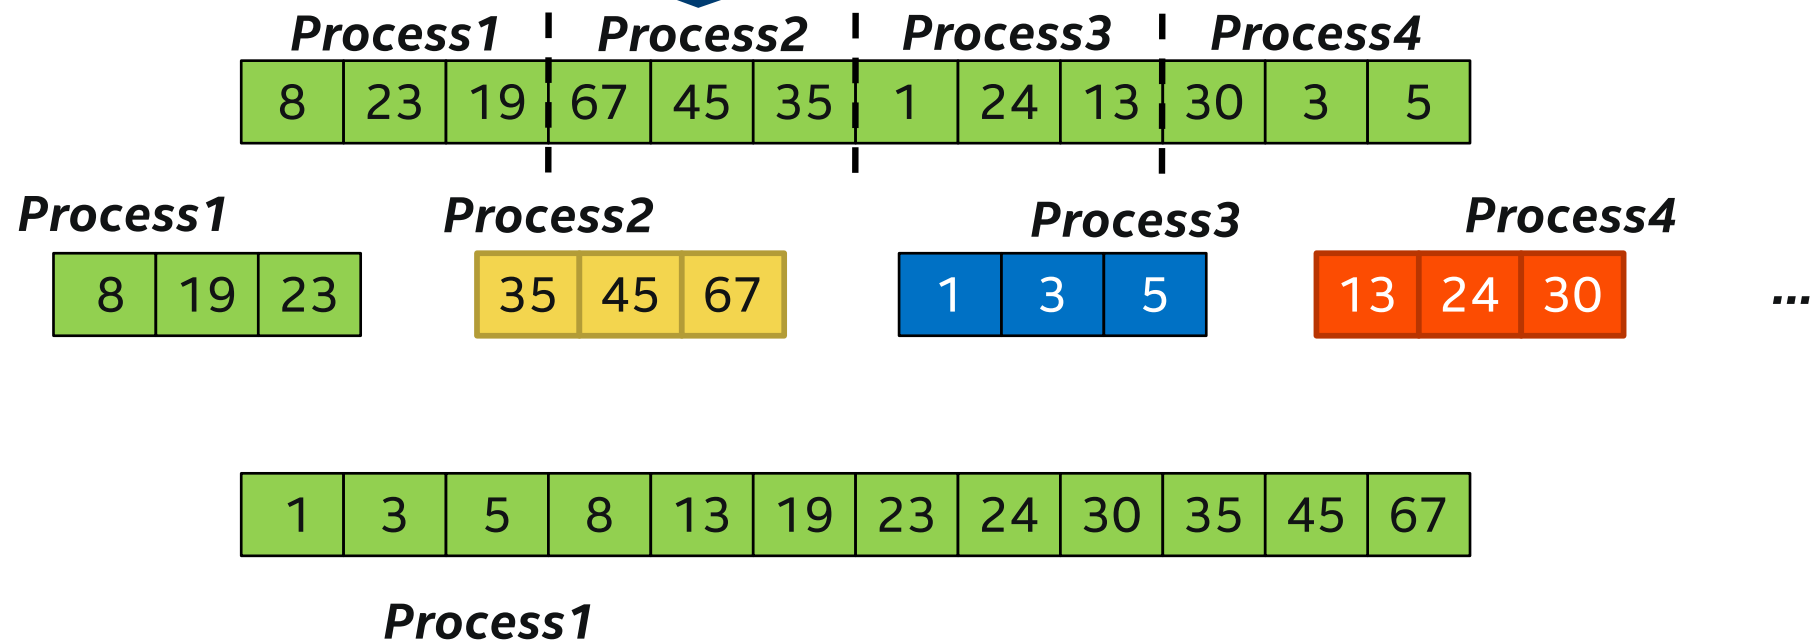 Process1 Process2 Process3 Process4
8 23 19 67 45 35 1 24 13 30 3 5
Process1 Process2 Process3 Process4
8 19 23 35 45 67 1 3 5 13 24 30 ...
1 3 5 8 13 19 23 24 30 35 45 67
Process1